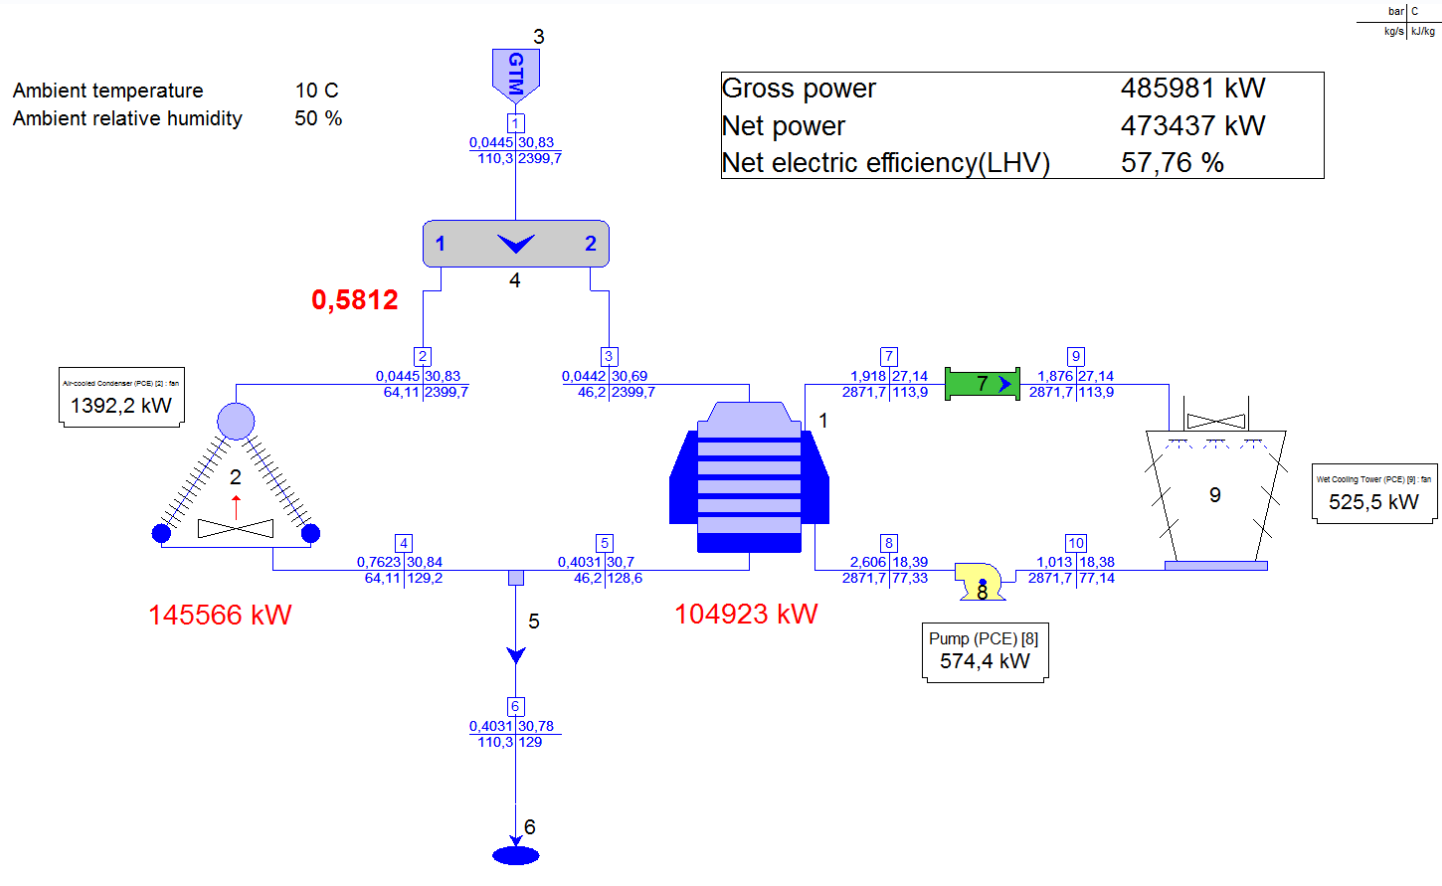 bar C
kg/s kJ/kg
3
GTM
Ambient temperature 10 C
Ambient relative humidity 50 %
Gross power 485981 kW
Net power 473437 kW
Net electric efficiency(LHV) 57,76 %
1
0,0445 30,83
110,3 2399,7
1 2
4
0,5812
2
0,0445 30,83
64,11 2399,7
3
0,0442 30,69
46,2 2399,7
7
1,918 27,14
2871,7 113,9
7
9
1,876 27,14
2871,7 113,9
Air-cooled Condenser (PCE) [2] : fan
1392,2 kW
2
1
9
Wet Cooling Tower (PCE) [9] : fan
525,5 kW
4
0,7623 30,84
64,11 129,2
5
0,4031 30,7
46,2 128,6
8
2,606 18,39
2871,7 77,33
8
10
1,013 18,38
2871,7 77,14
145566 kW
104923 kW
5
Pump (PCE) [8]
574,4 kW
6
0,4031 30,78
110,3 129
6